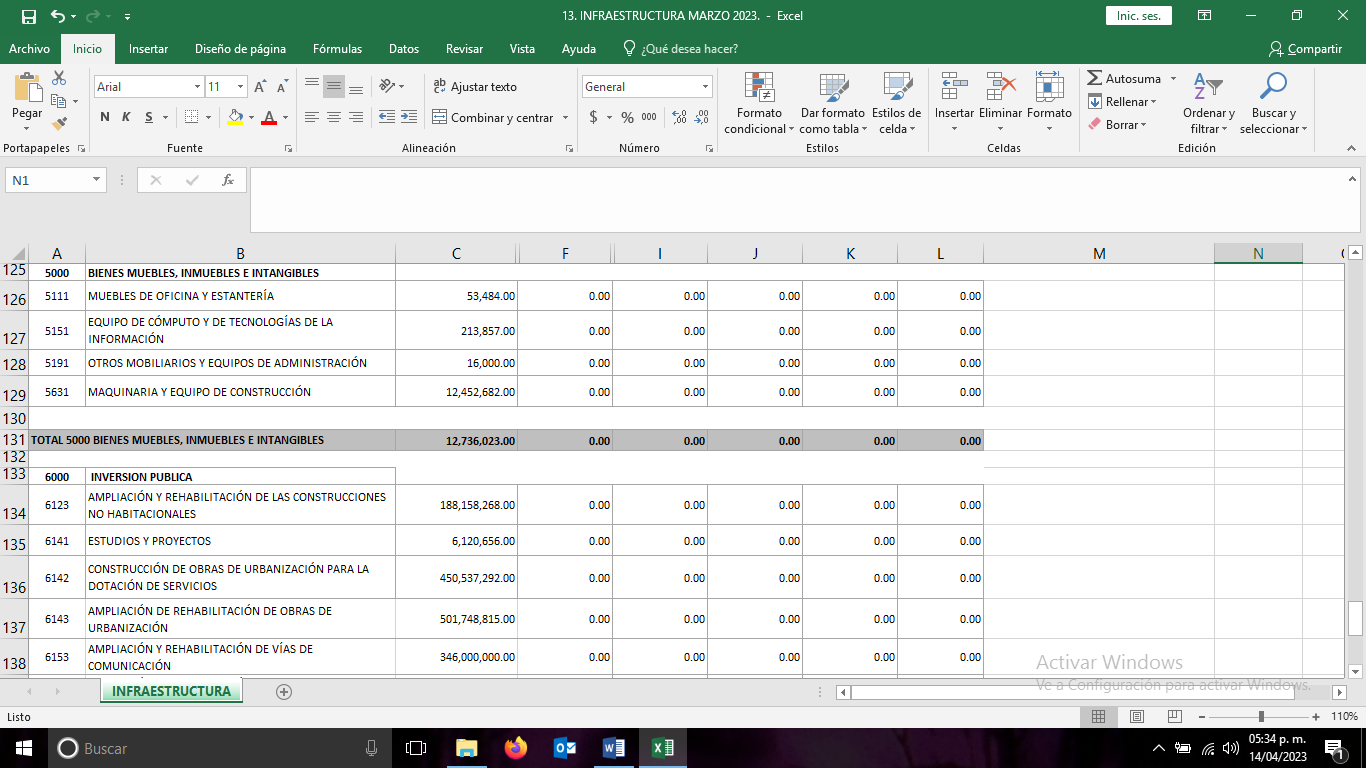 13. INFRAESTRUCTURA MARZO 2023. - Excel
Inic. ses.
Archivo Inicio Insertar Diseño de página Fórmulas Datos Revisar Vista Ayuda ¿Qué desea hacer? Compartir
Pegar
Portapapeles
Arial 11
N K S A
Fuente
ab Ajustar texto
Combinar y centrar
Alineación
General
$ % 000
Número
Formato condicional
Dar formato como tabla
Estilos de celda
Estilos
Insertar Eliminar Formato
Celdas
Autosuma
Rellenar
Borrar
Ordenar y filtrar
Buscar y seleccionar
Edición
N1 fx
A B C F I J K L M N
125 5000 BIENES MUEBLES, INMUEBLES E INTANGIBLES
126 5111 MUEBLES DE OFICINA Y ESTANTERÍA 53,484.00 0.00 0.00 0.00 0.00 0.00
127 5151 EQUIPO DE CÓMPUTO Y DE TECNOLOGÍAS DE LA
INFORMACIÓN 213,857.00 0.00 0.00 0.00 0.00 0.00
128 5191 OTROS MOBILIARIOS Y EQUIPOS DE ADMINISTRACIÓN 16,000.00 0.00 0.00 0.00 0.00 0.00
129 5631 MAQUINARIA Y EQUIPO DE CONSTRUCCIÓN 12,452,682.00 0.00 0.00 0.00 0.00 0.00
130
131 TOTAL 5000 BIENES MUEBLES, INMUEBLES E INTANGIBLES 12,736,023.00 0.00 0.00 0.00 0.00 0.00
132
133 6000 INVERSION PUBLICA
134 6123 AMPLIACIÓN Y REHABILITACIÓN DE LAS CONSTRUCCIONES
NO HABITACIONALES 188,158,268.00 0.00 0.00 0.00 0.00 0.00
135 6141 ESTUDIOS Y PROYECTOS 6,120,656.00 0.00 0.00 0.00 0.00 0.00
136 6142 CONSTRUCCIÓN DE OBRAS DE URBANIZACIÓN PARA LA
DOTACIÓN DE SERVICIOS 450,537,292.00 0.00 0.00 0.00 0.00 0.00
137 6143 AMPLIACIÓN DE REHABILITACIÓN DE OBRAS DE
URBANIZACIÓN 501,748,815.00 0.00 0.00 0.00 0.00 0.00
138 6153 AMPLIACIÓN Y REHABILITACIÓN DE VÍAS DE
COMUNICACIÓN 346,000,000.00 0.00 0.00 0.00 0.00 0.00
Activar Windows
Ve a Configuración para activar Windows.
INFRAESTRUCTURA
Listo
110%
Buscar
05:34 p. m.
14/04/2023
1